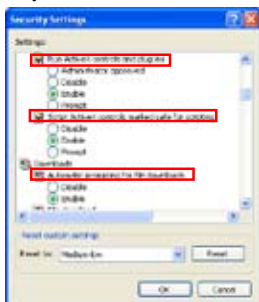 Security Settings
Settings:
Run ActiveX controls and plug-ins
Administrator approved
Disable
Enable
Prompt
Script ActiveX controls marked safe for scripting
Disable
Enable
Prompt
Downloads
Automatic prompting for file downloads
Disable
Enable
Reset custom settings
Reset to: Medium-low Reset
OK Cancel